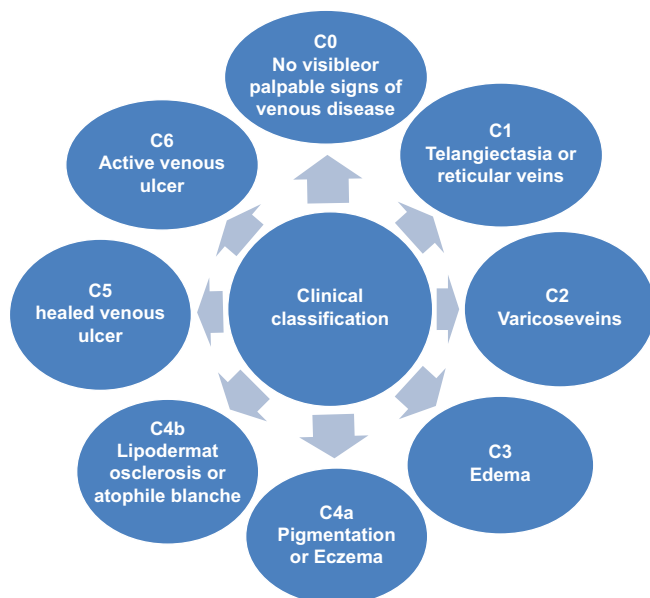 C0
No visibleor
palpable signs of
venous disease
C1
Telangiectasia or
reticular veins
C2
Varicoseveins
C3
Edema
C4a
Pigmentation
or Eczema
C4b
Lipodermat
osclerosis or
atophile blanche
C5
healed venous
ulcer
C6
Active venous
ulcer
Clinical
classification